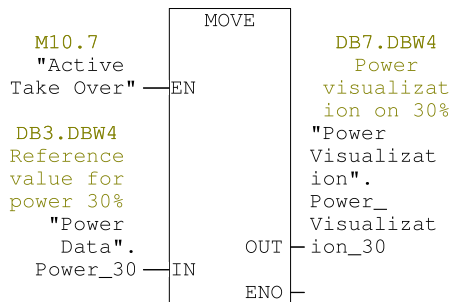 MOVE
M10.7
"Active
Take Over"
EN
DB3.DBW4
Reference
value for
power 30%
"Power
Data".
Power_30
IN
DB7.DBW4
Power
visualizat
ion on 30%
"Power
Visualizat
ion".
Power_
Visualizat
ion_30
OUT
ENO